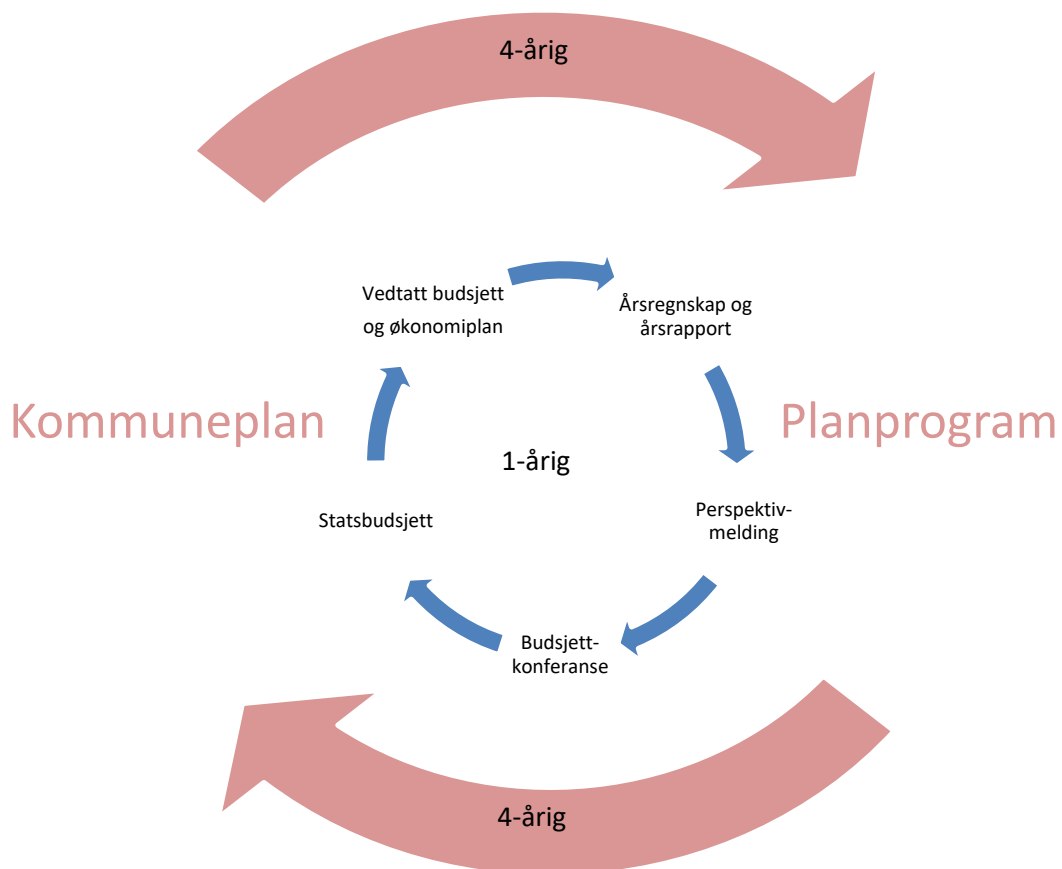 4-årig
Vedtatt budsjett
og økonomiplan
Årsregnskap og
årsrapport
Kommuneplan
Planprogram
1-årig
Statsbudsjett
Perspektiv-
melding
Budsjett-
konferanse
4-årig